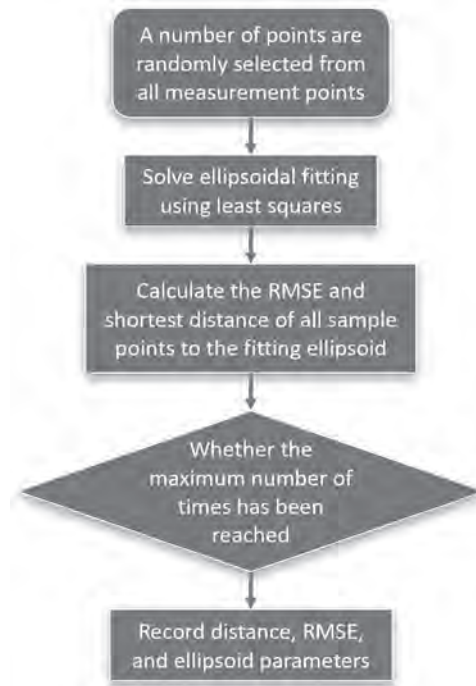 A number of points are
randomly selected from
all measurement points
Solve ellipsoidal fitting
using least squares
Calculate the RMSE and
shortest distance of all sample
points to the fitting ellipsoid
Whether the
maximum number of
times has been
reached
Record distance, RMSE,
and ellipsoid parameters